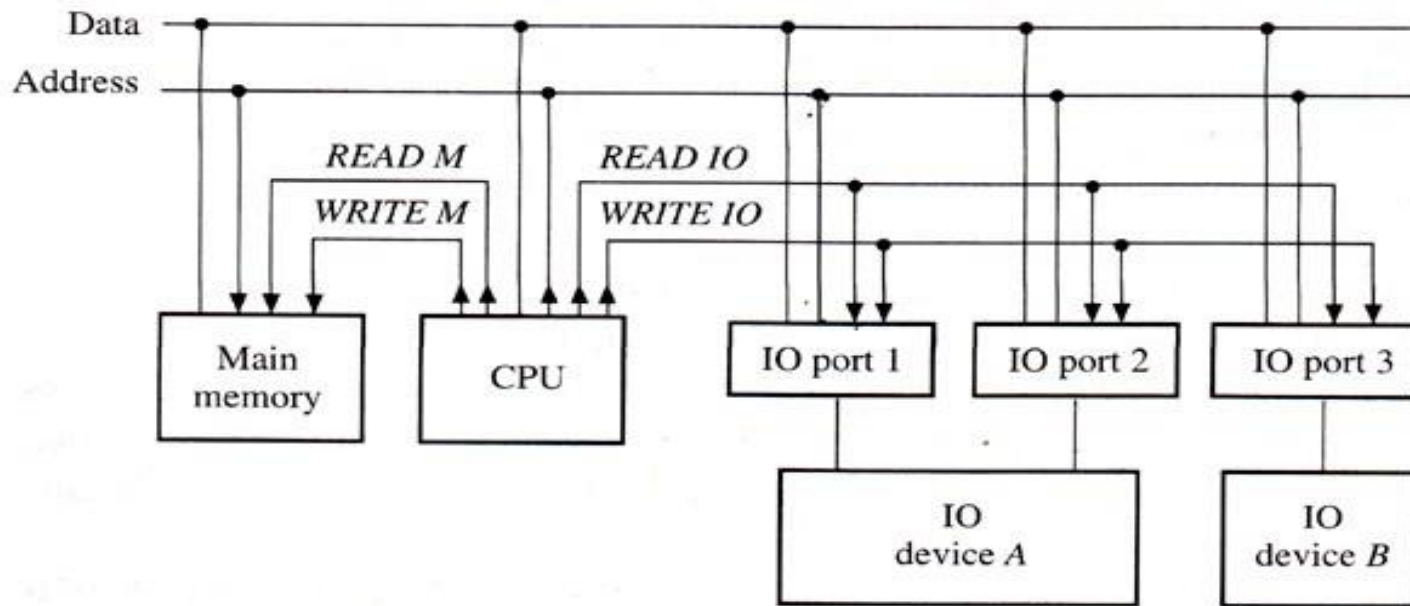 Data
Address
READ M
READ IO
WRITE M
WRITE IO
Main
memory
CPU
IO port 1
IO port 2
IO port 3
IO
device A
IO
device B